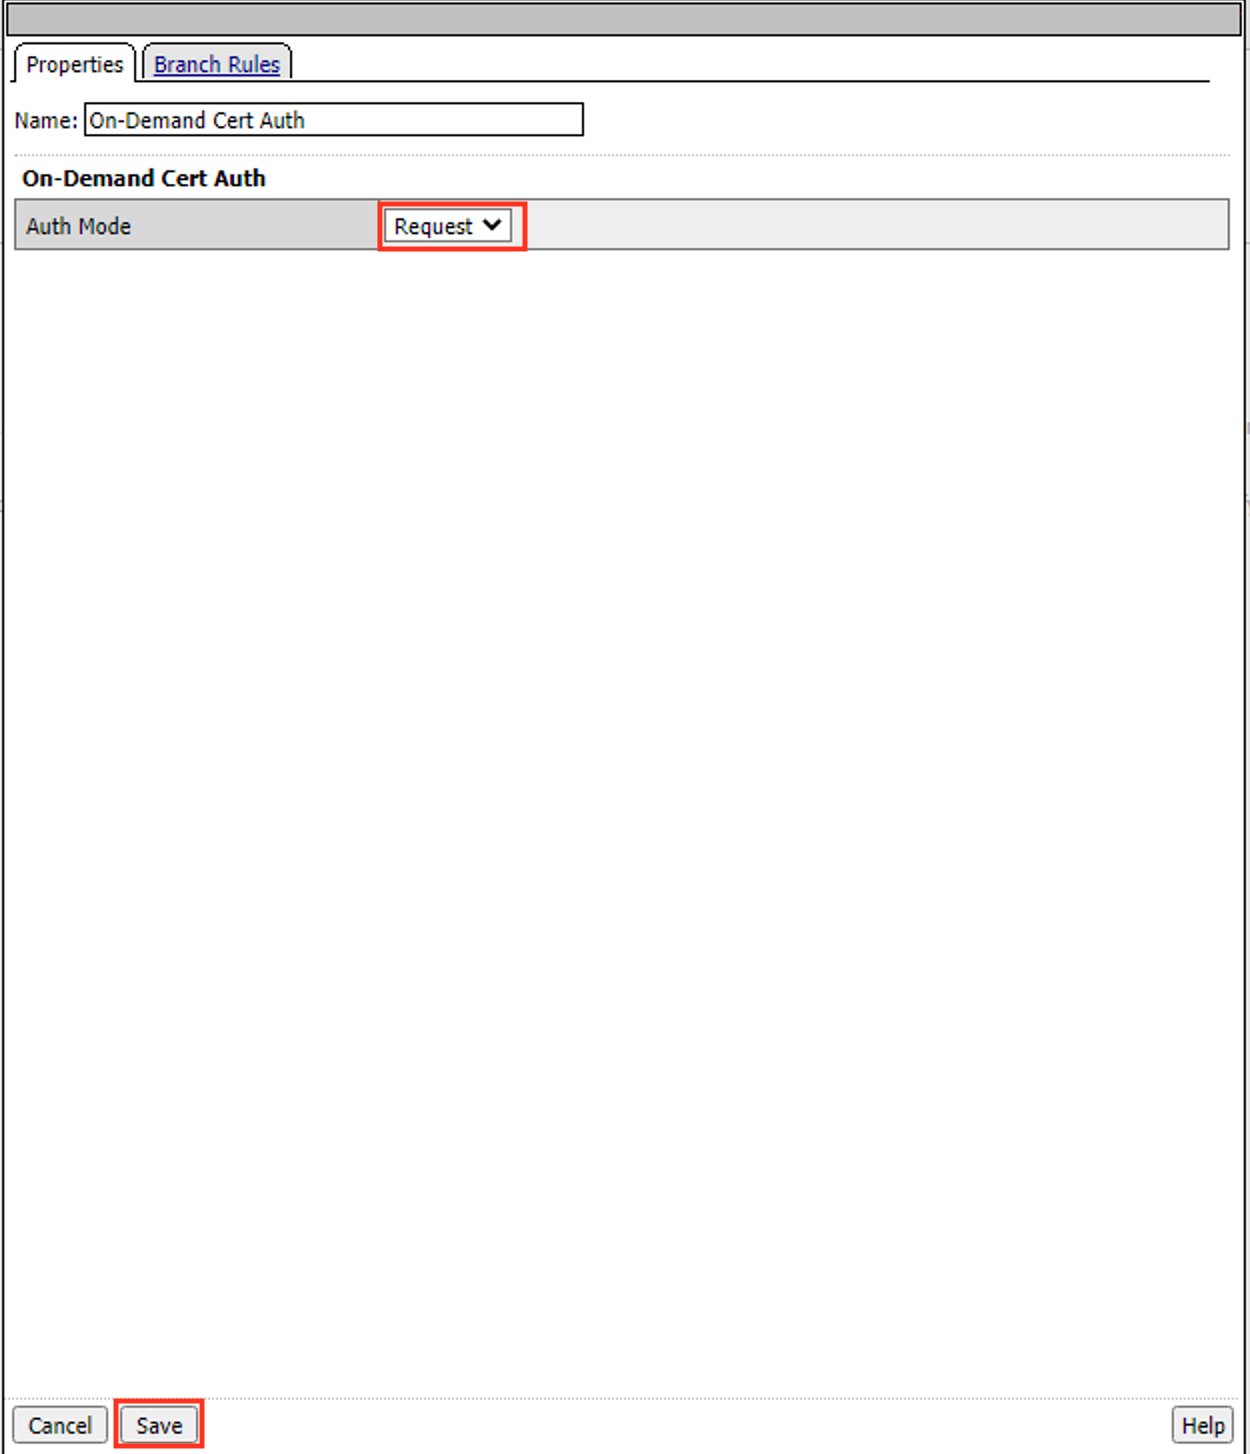 Properties Branch Rules
Name: On-Demand Cert Auth
On-Demand Cert Auth
Auth Mode Request
Cancel Save Help